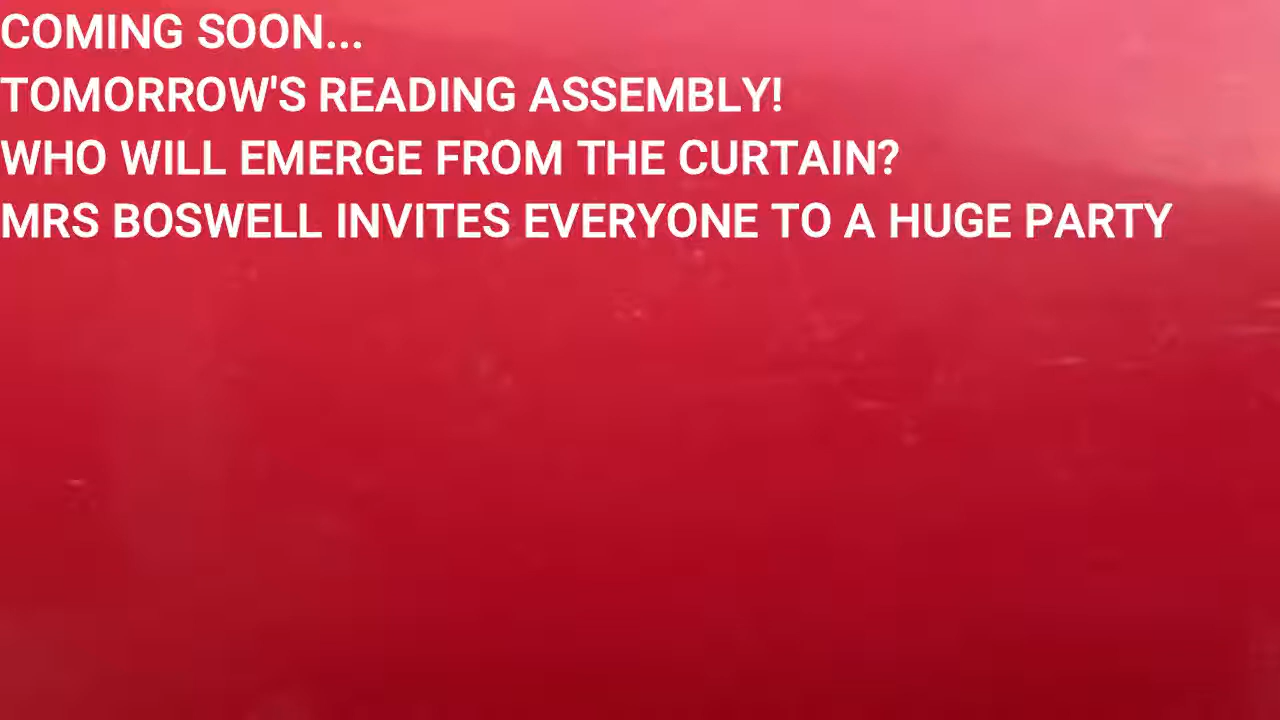 COMING SOON...
TOMORROW'S READING ASSEMBLY!
WHO WILL EMERGE FROM THE CURTAIN?
MRS BOSWELL INVITES EVERYONE TO A HUGE PARTY